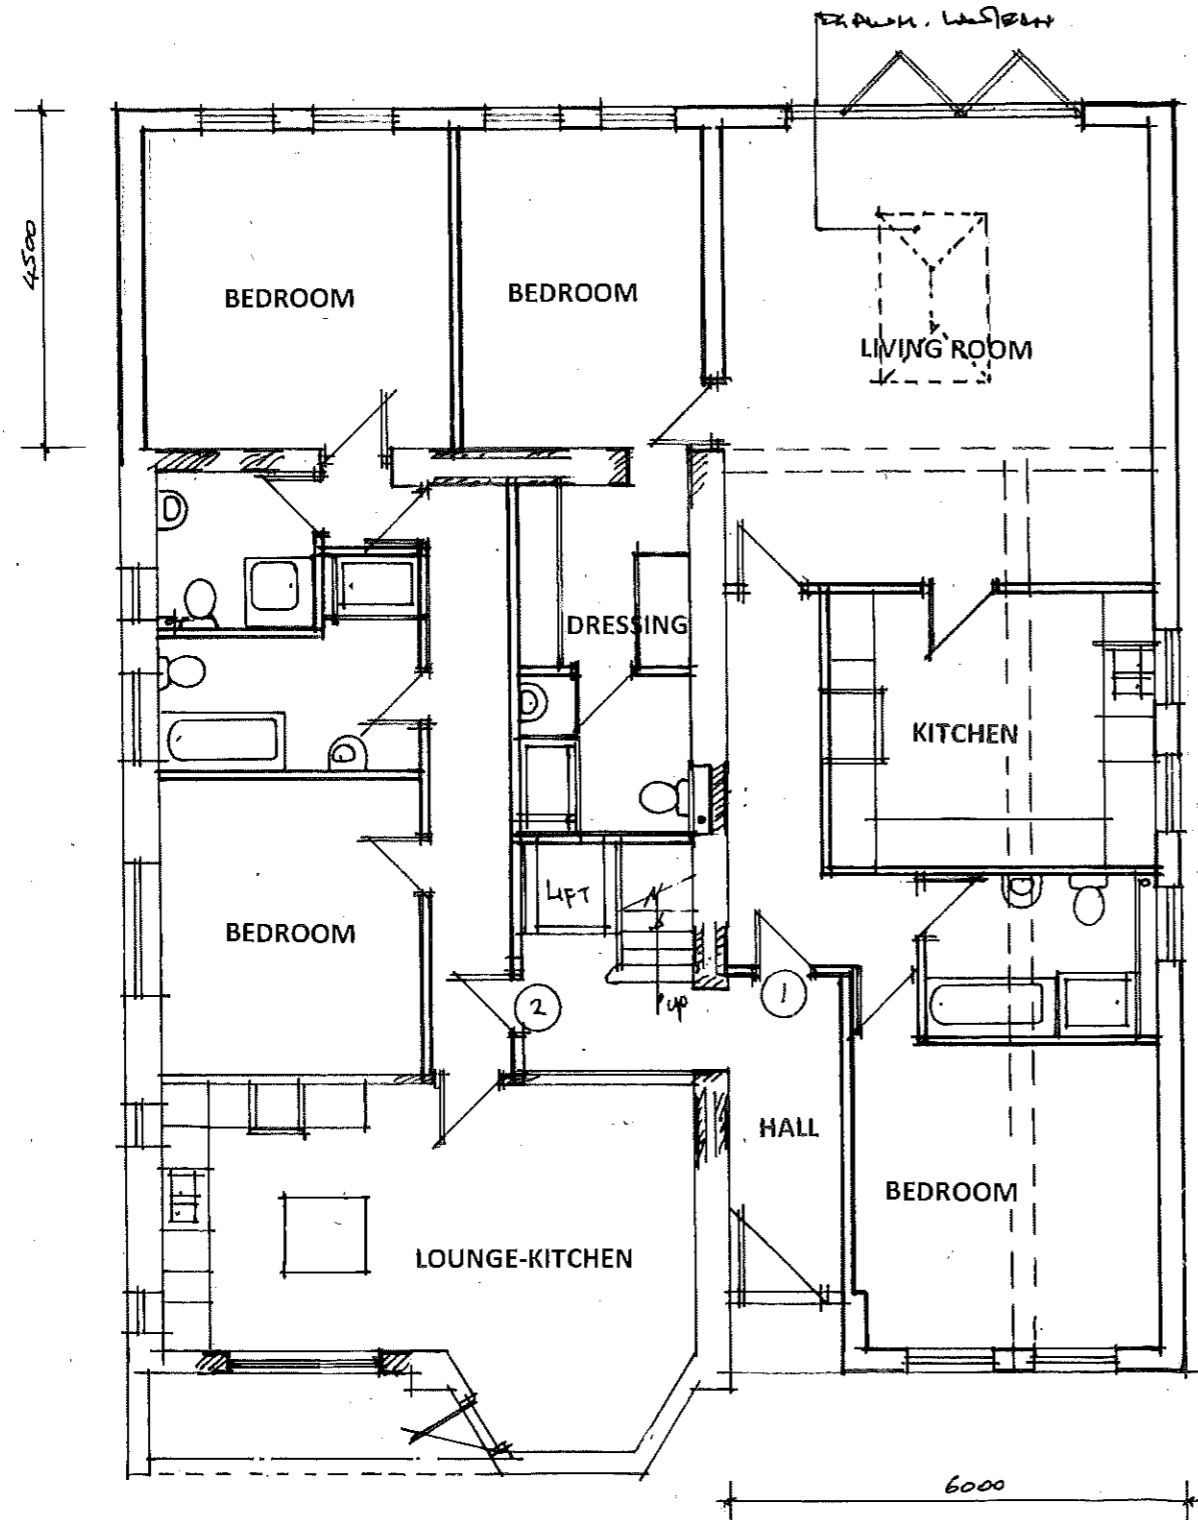 4500
BEDROOM
BEDROOM
LIVING ROOM
DRESSING
KITCHEN
LIFT
BEDROOM
2
UP
1
HALL
BEDROOM
LOUNGE-KITCHEN
6000